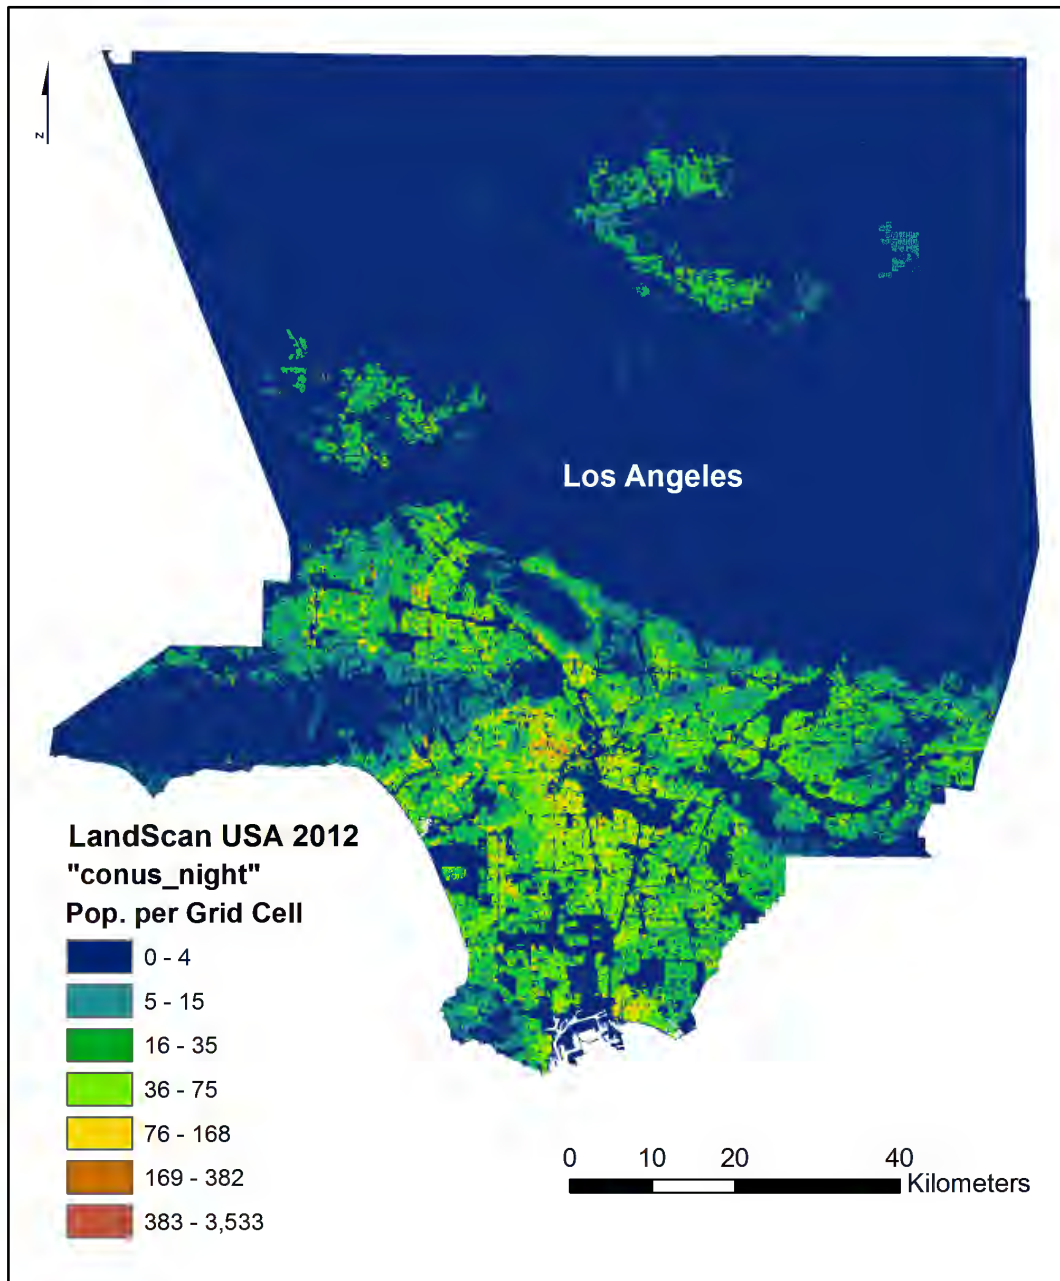 N
Los Angeles
LandScan USA 2012
"conus_night"
Pop. per Grid Cell
0 - 4
5 - 15
16 - 35
36 - 75
76 - 168
169 - 382
383 - 3,533
0 10 20 40
Kilometers